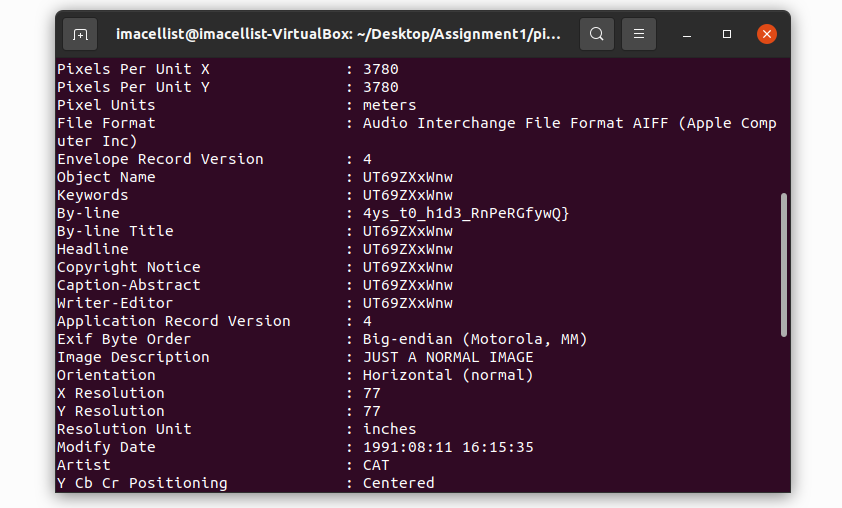 imacellist@imacellist-VirtualBox: ~/Desktop/Assignment1/pi...
Pixels Per Unit X : 3780
Pixels Per Unit Y : 3780
Pixel Units : meters
File Format : Audio Interchange File Format AIFF (Apple Comp
uter Inc)
Envelope Record Version : 4
Object Name : UT69ZXxWnw
Keywords : UT69ZXxWnw
By-line : 4ys_t0_h1d3_RnPeRGfywQ}
By-line Title : UT69ZXxWnw
Headline : UT69ZXxWnw
Copyright Notice : UT69ZXxWnw
Caption-Abstract : UT69ZXxWnw
Writer-Editor : UT69ZXxWnw
Application Record Version : 4
Exif Byte Order : Big-endian (Motorola, MM)
Image Description : JUST A NORMAL IMAGE
Orientation : Horizontal (normal)
X Resolution : 77
Y Resolution : 77
Resolution Unit : inches
Modify Date : 1991:08:11 16:15:35
Artist : CAT
Y Cb Cr Positioning : Centered